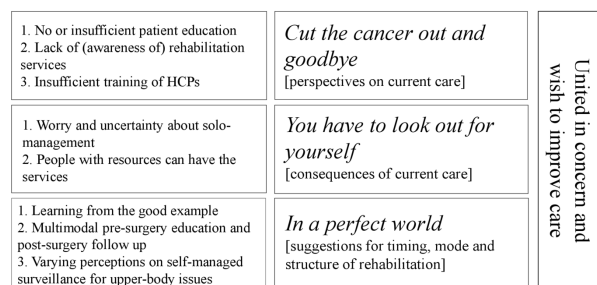 1. No or insufficient patient education
2. Lack of (awareness of) rehabilitation
services
3. Insufficient training of HCPs
Cut the cancer out and
goodbye
[perspectives on current care]
1. Worry and uncertainty about solo-
management
2. People with resources can have the
services
You have to look out for
yourself
[consequences of current care]
1. Learning from the good example
2. Multimodal pre-surgery education and
post-surgery follow up
3. Varying perceptions on self-managed
surveillance for upper-body issues
In a perfect world
[suggestions for timing, mode and
structure of rehabilitation]
United in concern and
wish to improve care